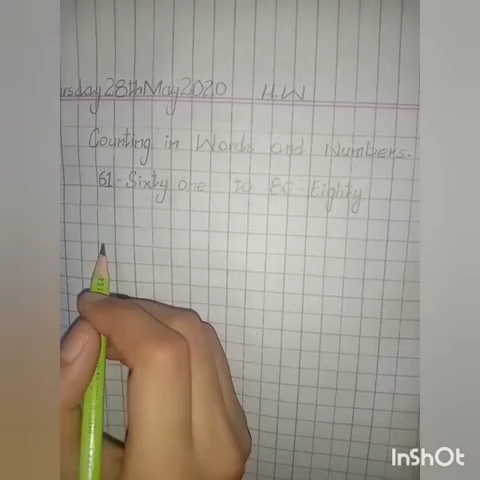 rsday 28th May 2020 H.W
Counting in Words and Numbers.
61-Sixty one to 80-Eighty
InShOt